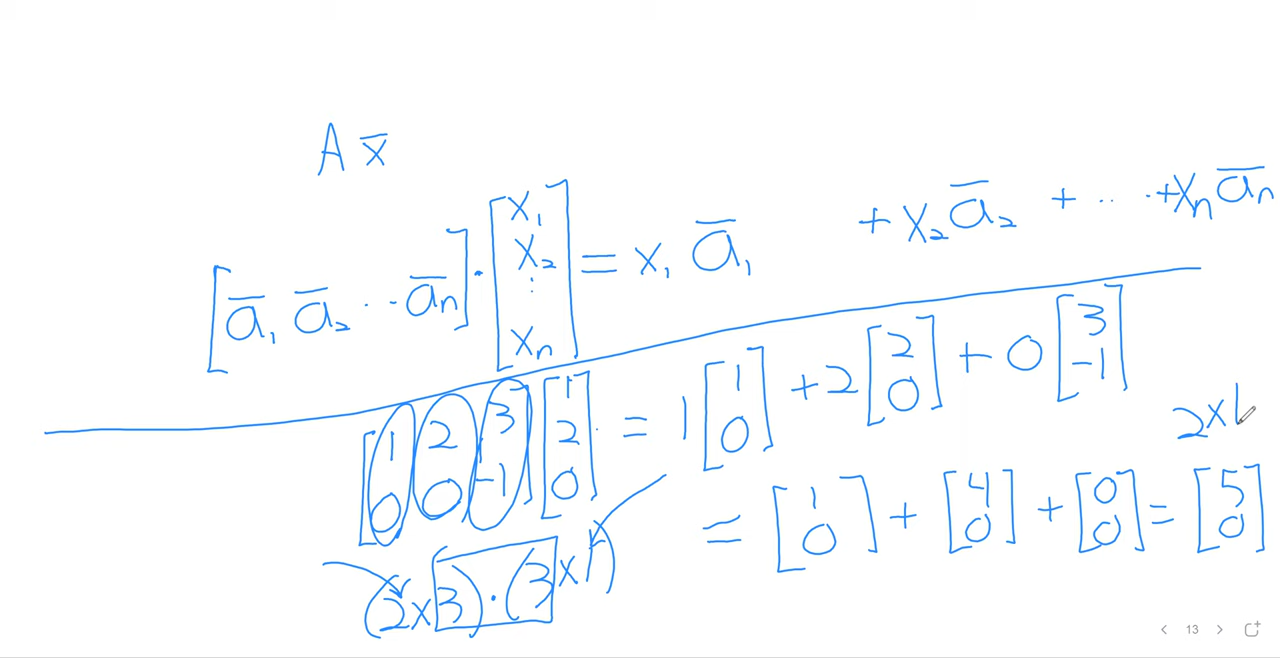 A x̄
[ā₁ ā₂ ... āₙ] · [x₁ x₂ ⋮ xₙ] = x₁ ā₁ + x₂ ā₂ + ... + xₙ āₙ
[1 2 3; 0 0 -1] [1; 2; 0] = 1 [1; 0] + 2 [2; 0] + 0 [3; -1]
= [1; 0] + [4; 0] + [0; 0] = [5; 0]
2x1
(2x3) · (3x1)
13